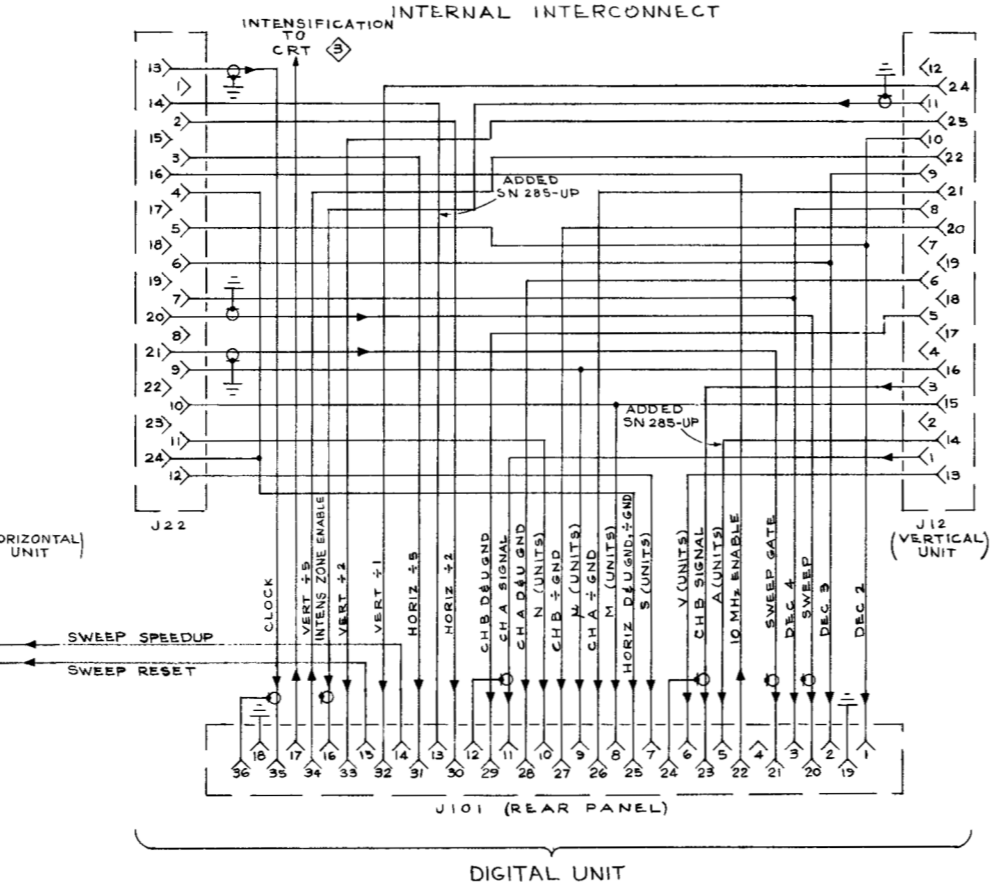 INTERNAL INTERCONNECT
INTENSIFICATION
TO
CRT 3
13
1
14
2
15
3
16
4
17
5
18
6
19
7
20
8
21
9
22
10
23
11
24
12
J22
12
24
11
23
10
22
9
21
8
20
7
19
6
18
5
17
4
16
3
15
2
14
1
13
J12
(VERTICAL)
UNIT
ADDED
SN 285-UP
ADDED
SN 285-UP
ORIZONTAL)
UNIT
SWEEP SPEEDUP
SWEEP RESET
CLOCK
VERT ÷5
INTENS ZONE ENABLE
VERT ÷2
VERT ÷1
HORIZ ÷5
HORIZ ÷2
CHB D&U GND
CHA SIGNAL
CHA D&U GND
N (UNITS)
CHB ÷ GND
μ (UNITS)
CHA ÷ GND
M (UNITS)
HORIZ D&U GND, ÷ GND
S (UNITS)
V (UNITS)
CHB SIGNAL
A (UNITS)
10 MHz ENABLE
SWEEP GATE
DEC 4
SWEEP
DEC 3
DEC 2
18 17 16 15 14 13 12 11 10 9 8 7 6 5 4 3 2 1
36 35 34 33 32 31 30 29 28 27 26 25 24 23 22 21 20 19
J101 (REAR PANEL)
DIGITAL UNIT